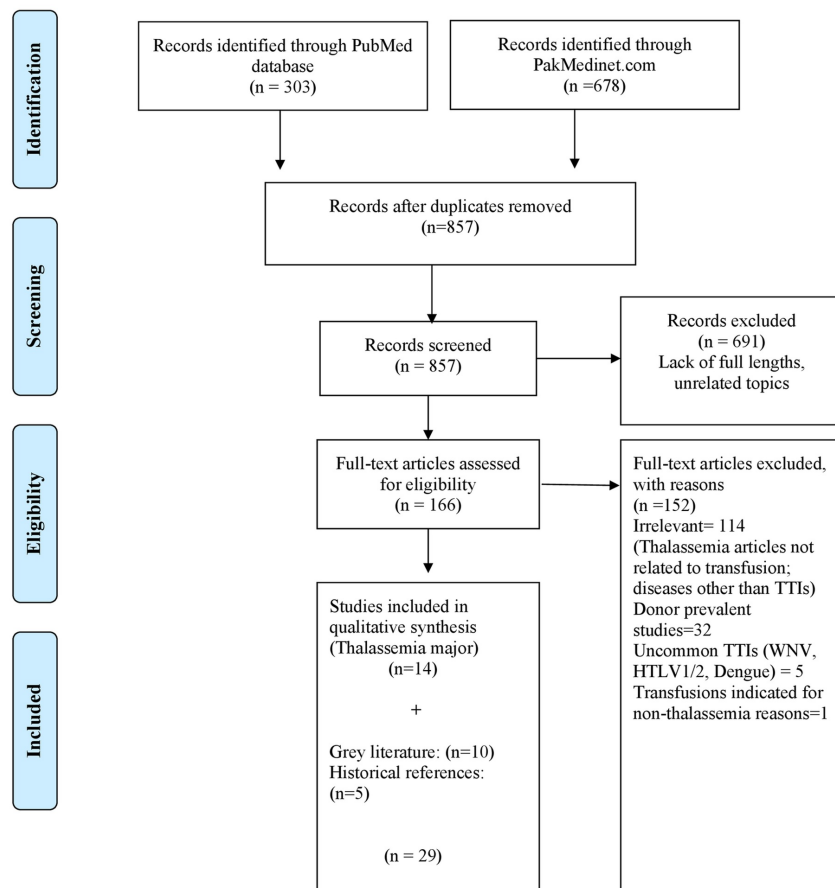 Identification
Records identified through PubMed
database
(n = 303)
Records identified through
PakMedinet.com
(n =678)
Records after duplicates removed
(n=857)
Screening
Records screened
(n = 857)
Records excluded
(n = 691)
Lack of full lengths,
unrelated topics
Eligibility
Full-text articles assessed
for eligibility
(n = 166)
Full-text articles excluded,
with reasons
(n =152)
Irrelevant= 114
(Thalassemia articles not
related to transfusion;
diseases other than TTIs)
Donor prevalent
studies=32
Uncommon TTIs (WNV,
HTLV1/2, Dengue) = 5
Transfusions indicated for
non-thalassemia reasons=1
Included
Studies included in
qualitative synthesis
(Thalassemia major)
(n=14)
+
Grey literature: (n=10)
Historical references:
(n=5)
(n = 29)